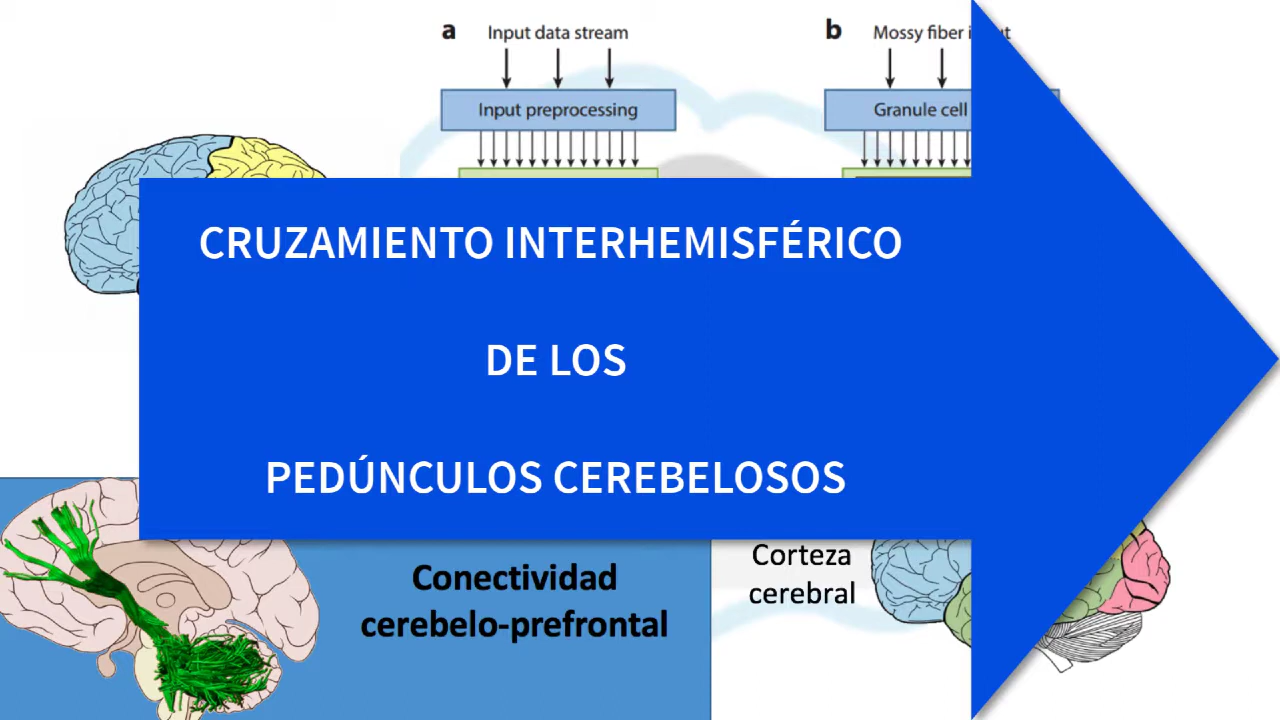 a Input data stream
b Mossy fiber
Input preprocessing
Granule cell
CRUZAMIENTO INTERHEMISFÉRICO
DE LOS
PEDÚNCULOS CEREBELOSOS
Conectividad
cerebelo-prefrontal
Corteza
cerebral